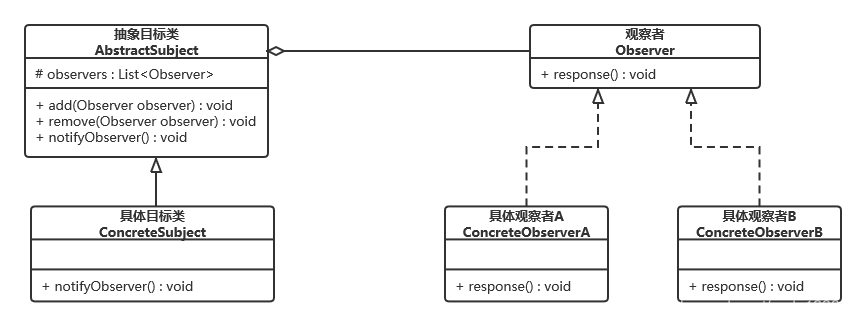 抽象目标类
AbstractSubject
# observers : List<Observer>
+ add(Observer observer) : void
+ remove(Observer observer) : void
+ notifyObserver() : void
观察者
Observer
+ response() : void
具体目标类
ConcreteSubject
+ notifyObserver() : void
具体观察者A
ConcreteObserverA
+ response() : void
具体观察者B
ConcreteObserverB
+ response() : void